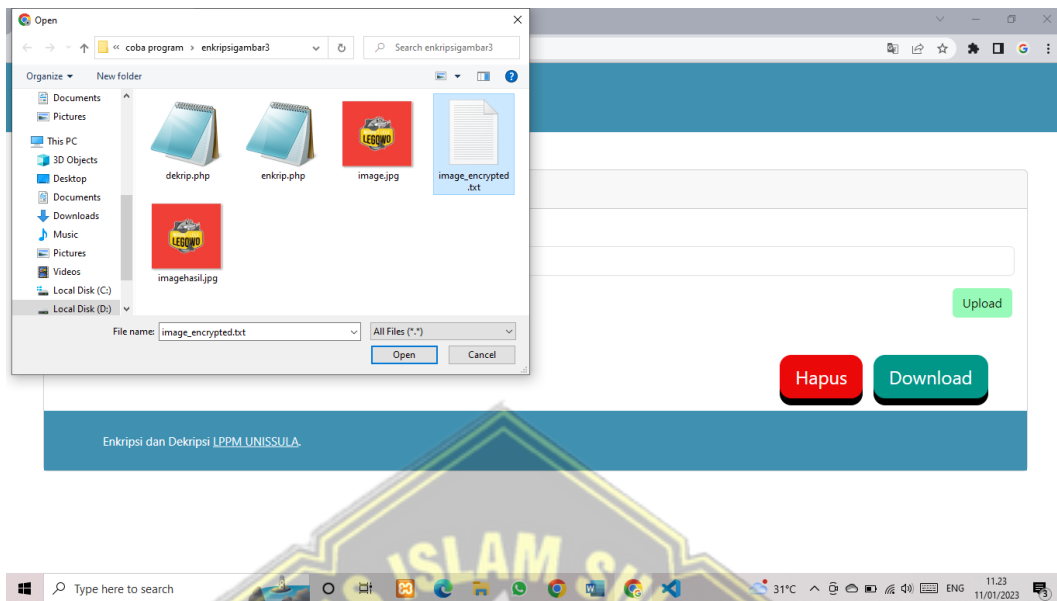 Open
« coba program > enkripsigambar3
Search enkripsigambar3
Organize
New folder
Documents
Pictures
This PC
3D Objects
Desktop
Documents
Downloads
Music
Pictures
Videos
Local Disk (C:)
Local Disk (D:)
dekrip.php
enkrip.php
LEGOWO
image.jpg
image_encrypted
.txt
LEGOWO
imagehasil.jpg
File name: image_encrypted.txt
All Files (*.*)
Open
Cancel
Upload
Hapus
Download
Enkripsi dan Dekripsi LPPM UNISSULA.
ISLAM
Type here to search
31°C
ENG
11.23
11/01/2023
3